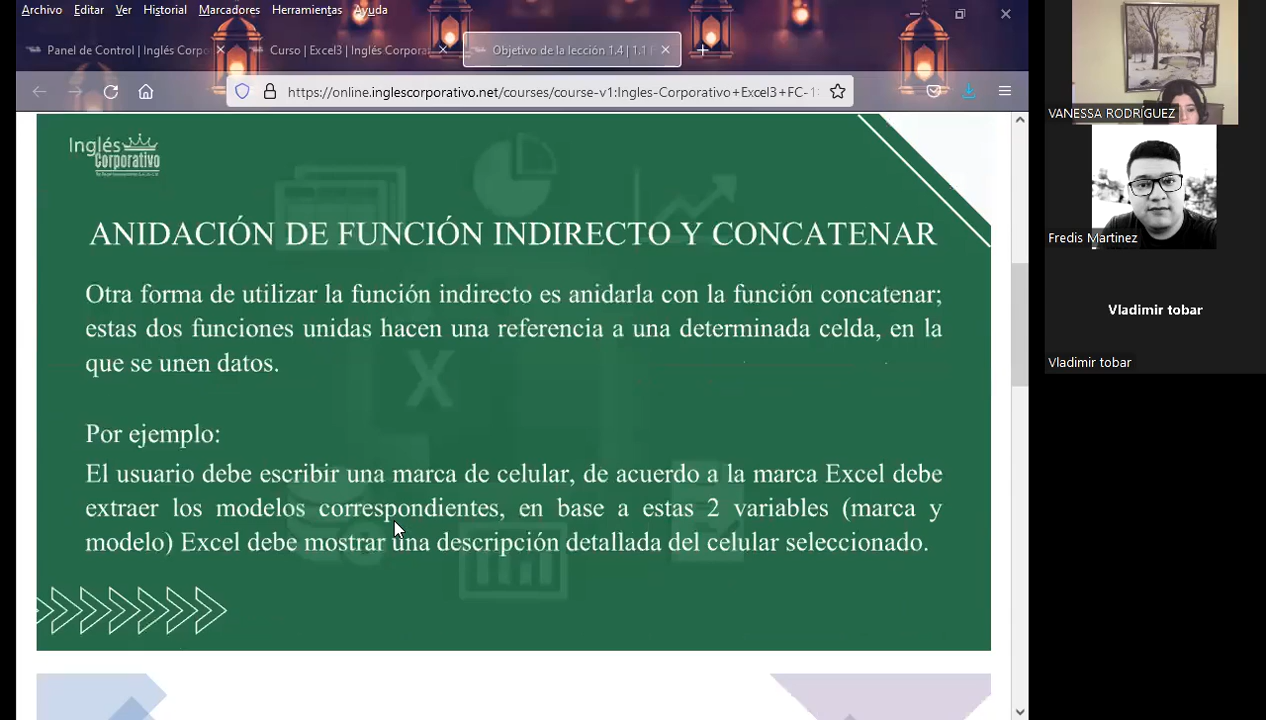 Archivo Editar Ver Historial Marcadores Herramientas Ayuda
Panel de Control | Inglés Corpo
Curso | Excel3 | Inglés Corpora
Objetivo de la lección 1.4 | 1.1 |
https://online.inglescorporativo.net/courses/course-v1:Ingles-Corporativo+Excel3+FC-1
Inglés
Corporativo
ANIDACIÓN DE FUNCIÓN INDIRECTO Y CONCATENAR
Otra forma de utilizar la función indirecto es anidarla con la función concatenar;
estas dos funciones unidas hacen una referencia a una determinada celda, en la
que se unen datos.
Por ejemplo:
El usuario debe escribir una marca de celular, de acuerdo a la marca Excel debe
extraer los modelos correspondientes, en base a estas 2 variables (marca y
modelo) Excel debe mostrar una descripción detallada del celular seleccionado.
X
VANESSA RODRÍGUEZ
Fredis Martinez
Vladimir tobar
Vladimir tobar